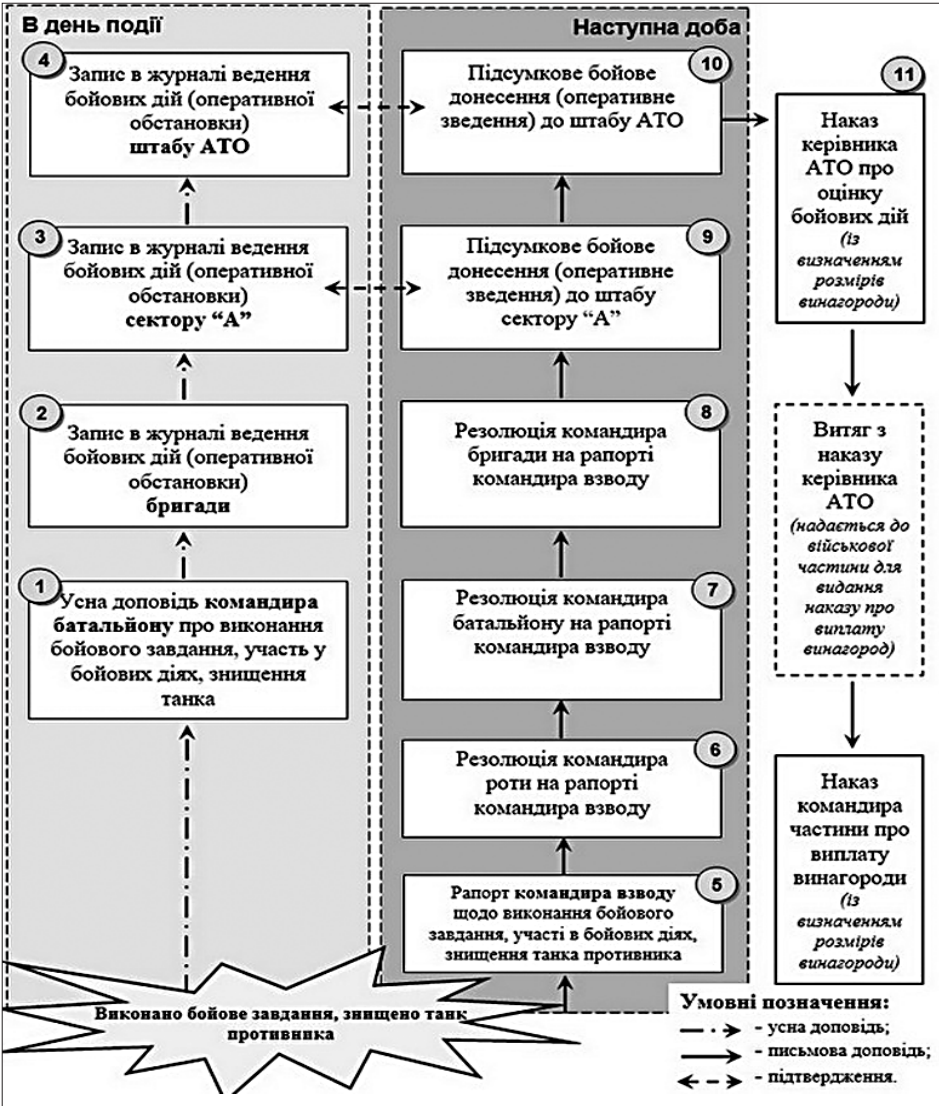 В день події
4
Запис в журналі ведення
бойових дій (оперативної
обстановки)
штабу АТО
3
Запис в журналі ведення
бойових дій (оперативної
обстановки)
сектору “А”
2
Запис в журналі ведення
бойових дій (оперативної
обстановки)
бригади
1
Усна доповідь командира
батальйону про виконання
бойового завдання, участь у
бойових діях, знищення
танка
Наступна доба
10
Підсумкове бойове
донесення (оперативне
зведення) до штабу АТО
9
Підсумкове бойове
донесення (оперативне
зведення) до штабу
сектору “А”
8
Резолюція командира
бригади на рапорті
командира взводу
7
Резолюція командира
батальйону на рапорті
командира взводу
6
Резолюція командира
роти на рапорті
командира взводу
5
Рапорт командира взводу
щодо виконання бойового
завдання, участі в бойових діях,
знищення танка противника
11
Наказ
керівника
АТО про
оцінку
бойових дій
(із
визначенням
розмірів
винагороди)
Витяг з
наказу
керівника
АТО
(надається до
військової
частини для
видання
наказу про
виплату
винагород)
Наказ
командира
частини про
виплату
винагороди
(із
визначенням
розмірів
винагороди)
Виконано бойове завдання, знищено танк
противника
Умовні позначення:
- усна доповідь;
- письмова доповідь;
- підтвердження.